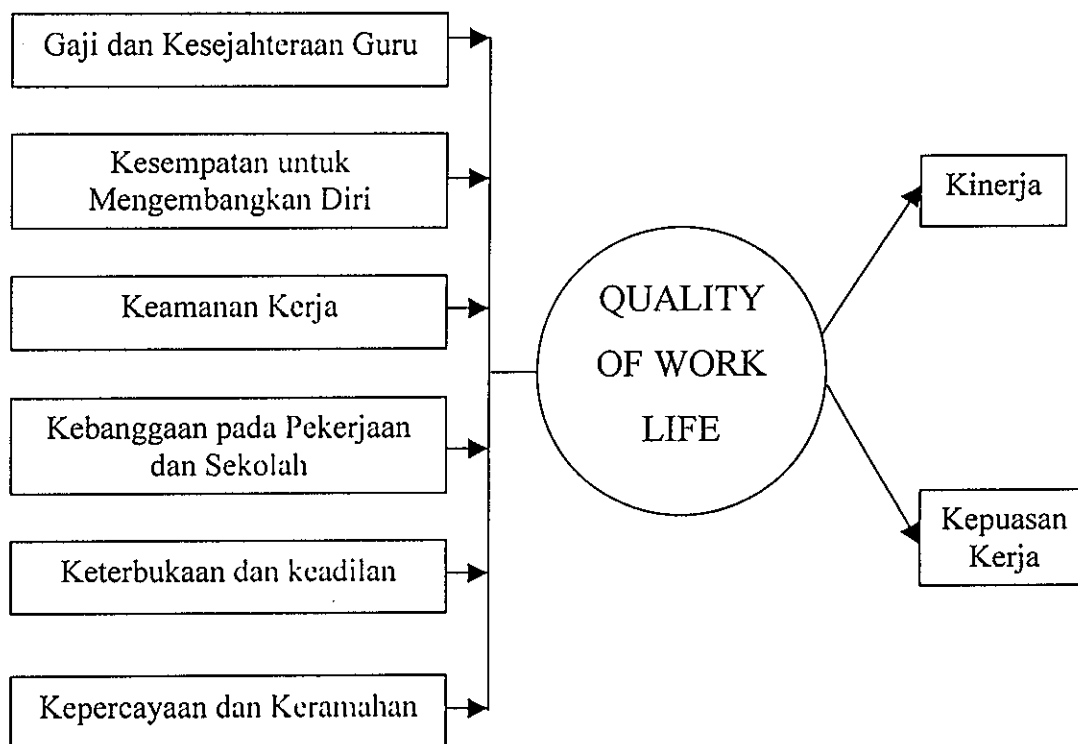 Gaji dan Kesejahteraan Guru
Kesempatan untuk
Mengembangkan Diri
Keamanan Kerja
Kebanggaan pada Pekerjaan
dan Sekolah
Keterbukaan dan keadilan
Kepercayaan dan Keramahan
QUALITY
OF WORK
LIFE
Kinerja
Kepuasan
Kerja